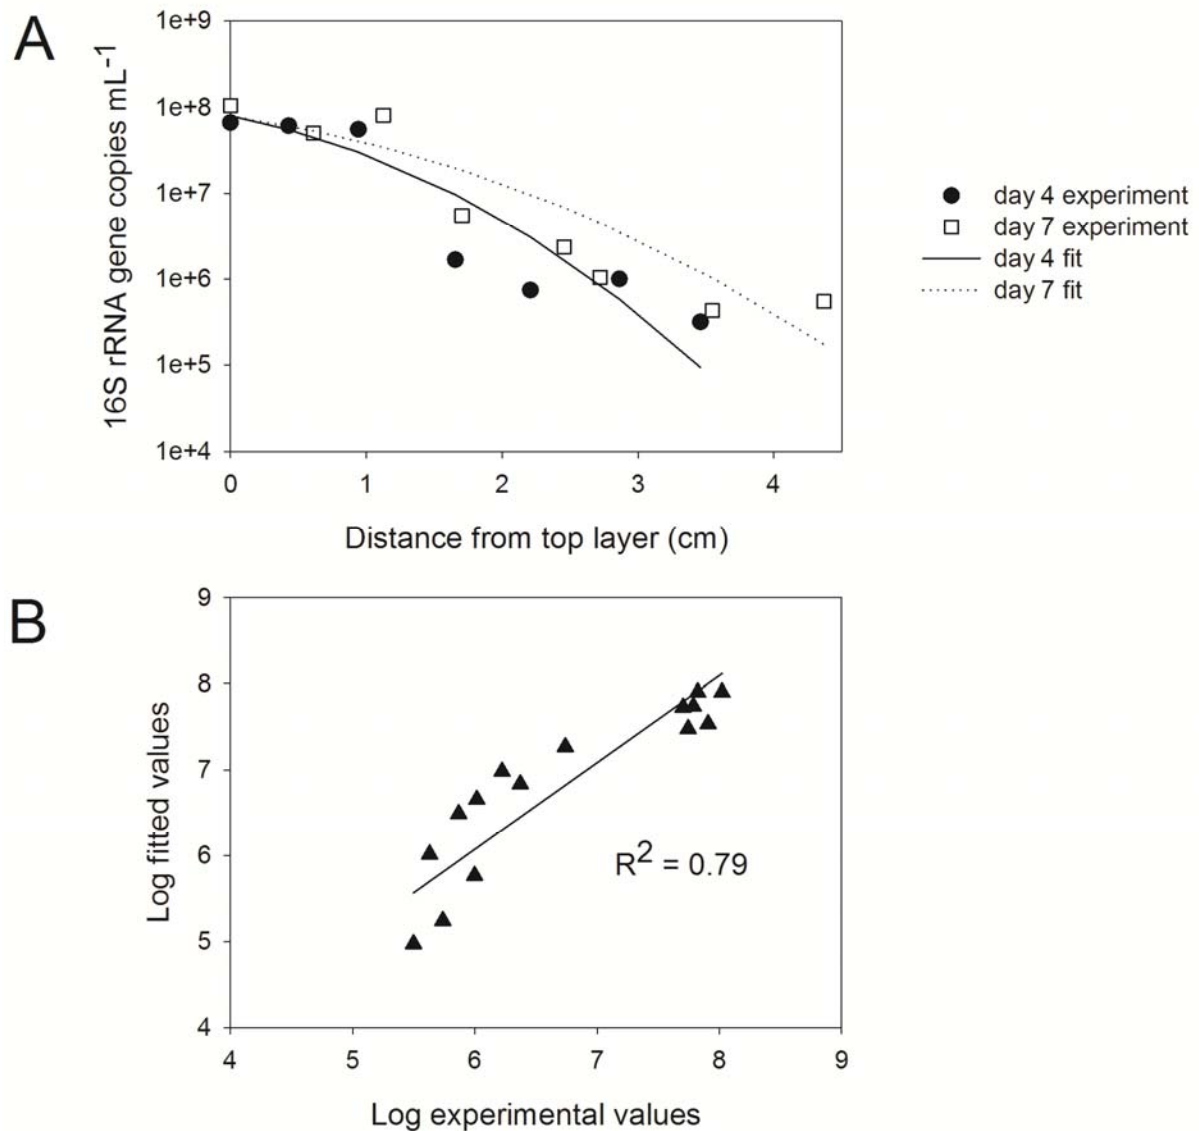 A
16S rRNA gene copies mL-1
1e+9
1e+8
1e+7
1e+6
1e+5
1e+4
0 1 2 3 4
Distance from top layer (cm)
day 4 experiment
day 7 experiment
day 4 fit
day 7 fit
B
Log fitted values
9
8
7
6
5
4
R2 = 0.79
4 5 6 7 8 9
Log experimental values